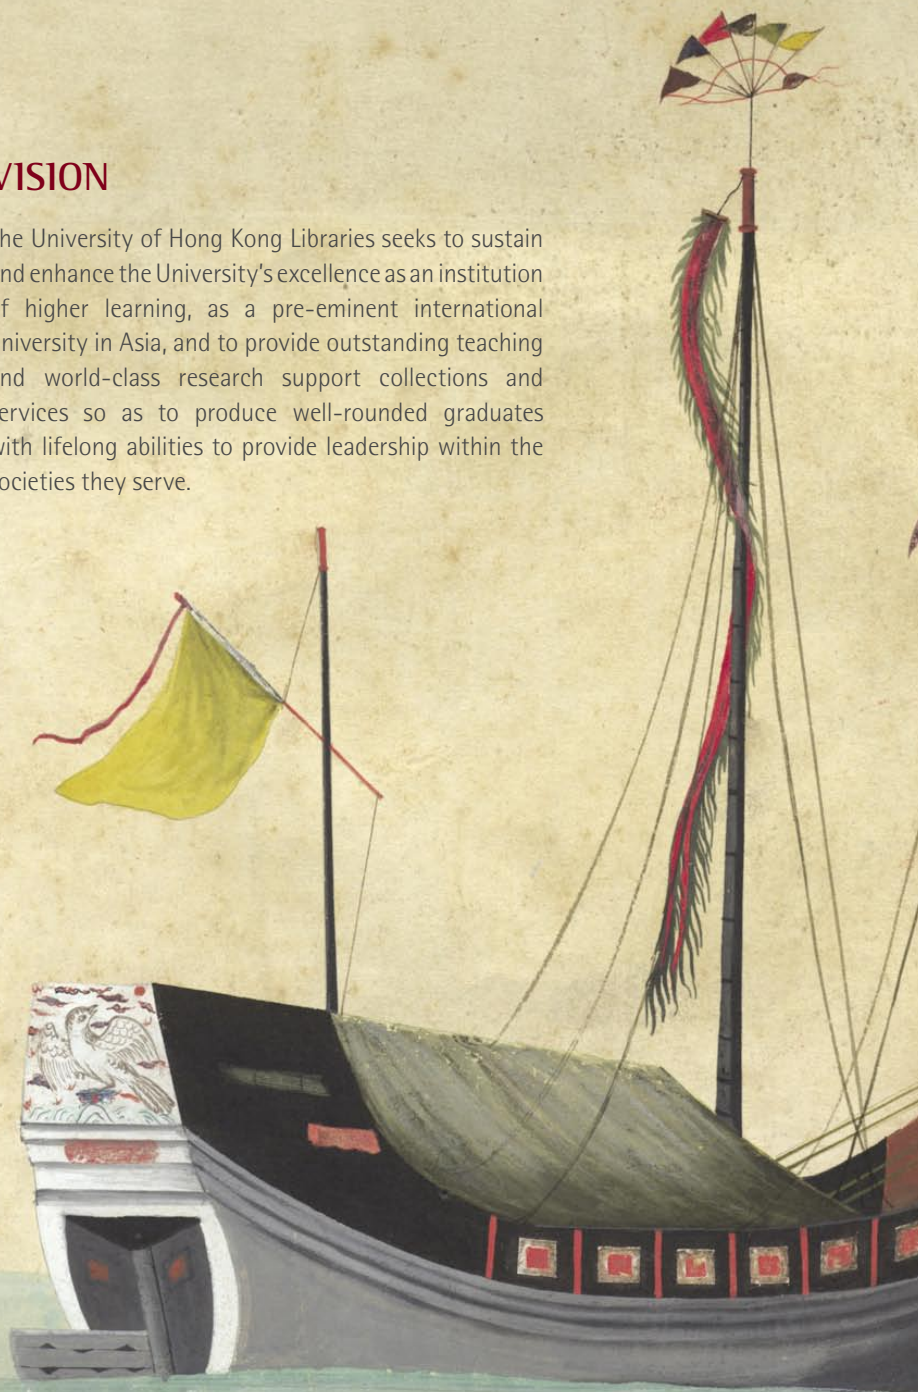 VISION
he University of Hong Kong Libraries seeks to sustain
nd enhance the University's excellence as an institution
f higher learning, as a pre-eminent international
niversity in Asia, and to provide outstanding teaching
nd world-class research support collections and
ervices so as to produce well-rounded graduates
with lifelong abilities to provide leadership within the
ocieties they serve.